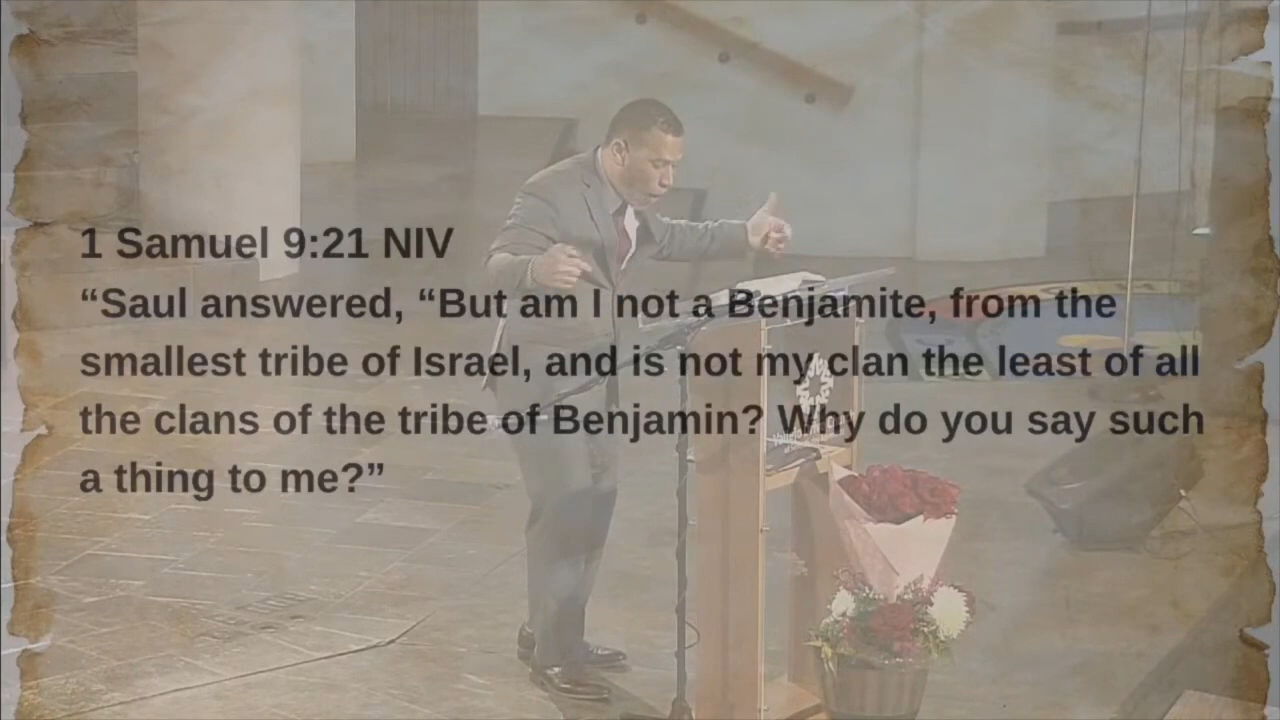 1 Samuel 9:21 NIV
“Saul answered, “But am I not a Benjamite, from the
smallest tribe of Israel, and is not my clan the least of all
the clans of the tribe of Benjamin? Why do you say such
a thing to me?”